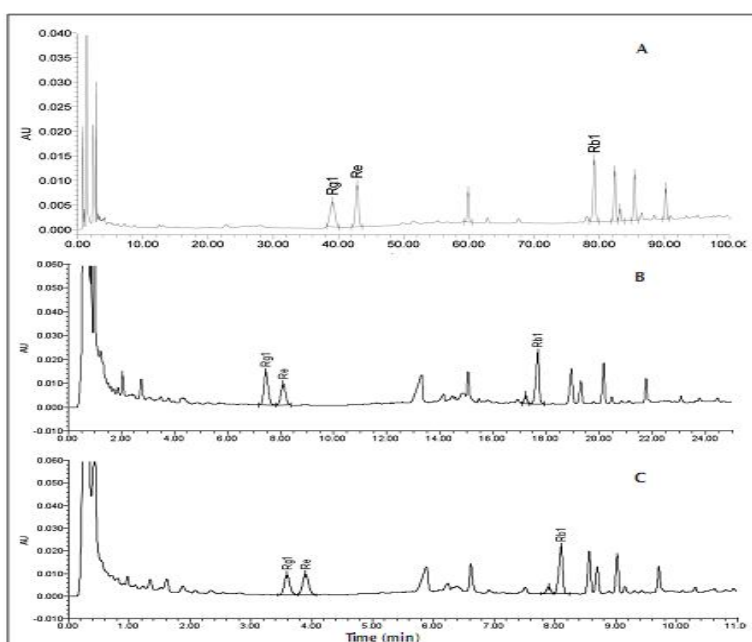 A
0.040
0.035
0.030
0.025
0.020
0.015
0.010
0.005
0.000
AU
Rg1
Re
Rb1
0.00 10.00 20.00 30.00 40.00 50.00 60.00 70.00 80.00 90.00 100.00
B
0.060
0.050
0.040
0.030
0.020
0.010
0.000
-0.010
AU
Rg1
Re
Rb1
0.00 2.00 4.00 6.00 8.00 10.00 12.00 14.00 16.00 18.00 20.00 22.00 24.00
C
0.060
0.050
0.040
0.030
0.020
0.010
0.000
-0.010
AU
Rg1
Re
Rb1
0.00 1.00 2.00 3.00 4.00 5.00 6.00 7.00 8.00 9.00 10.00 11.00
Time (min)